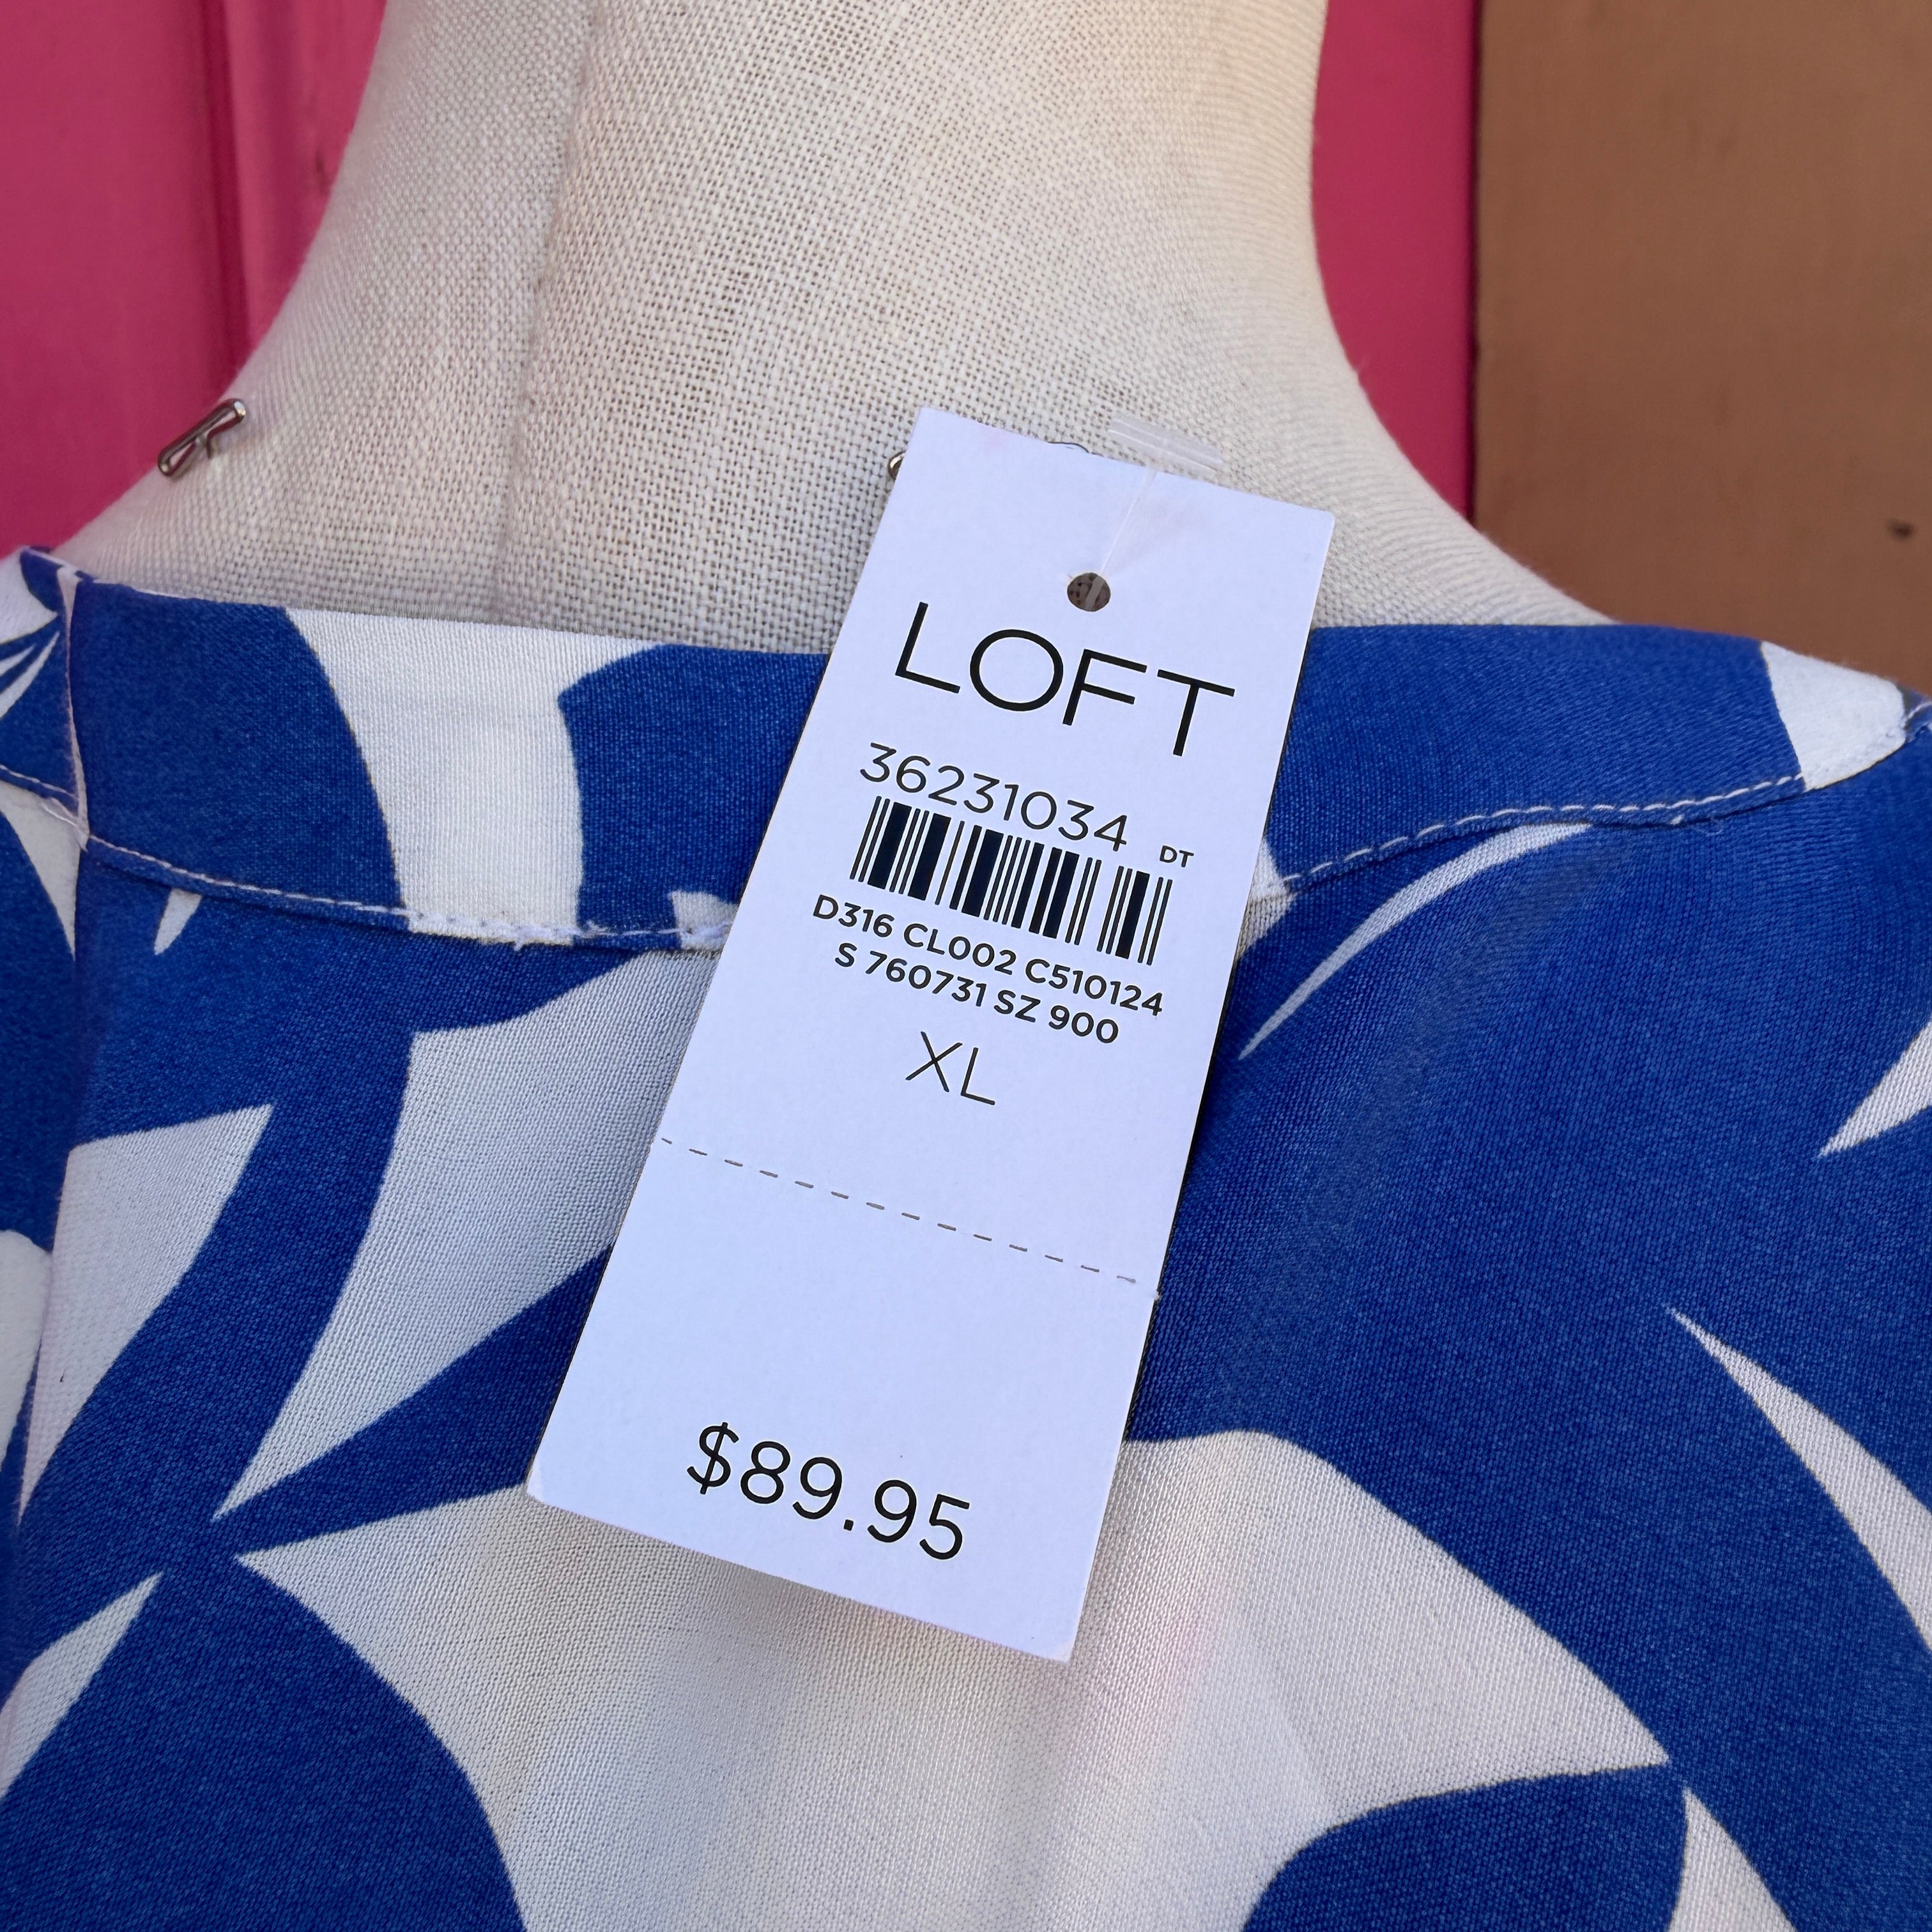 LOFT
36231034 DT
D316 CL002 C510124
S 760731 SZ 900
XL
$89.95